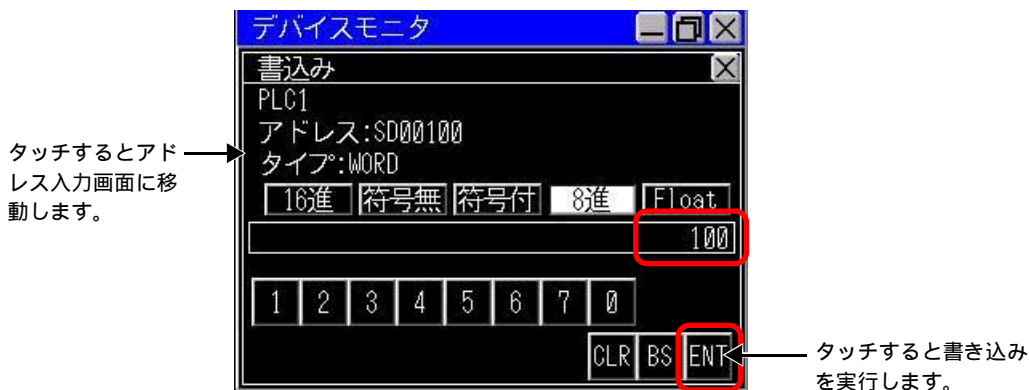 デバイスモニタ
書込み
PLC1
アドレス:SD00100
タイプ:WORD
16進 符号無 符号付 8進 Float
100
1 2 3 4 5 6 7 0
CLR BS ENT
タッチするとアド
レス入力画面に移
動します。
タッチすると書き込み
を実行します。